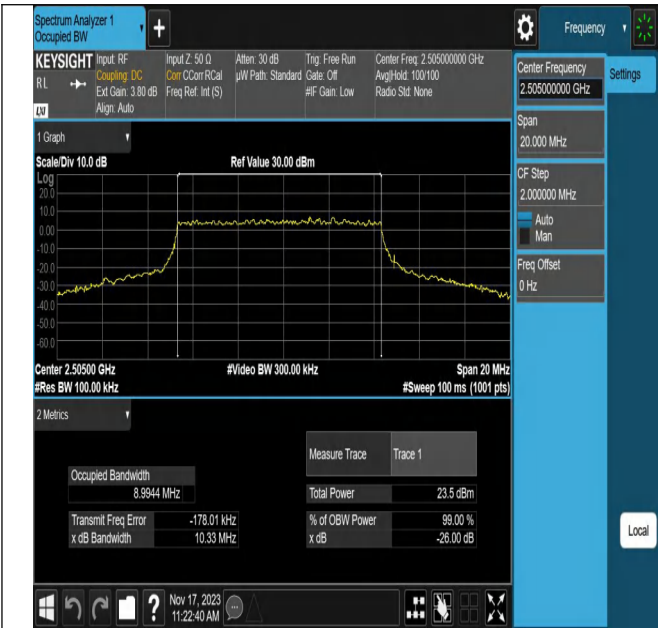 Spectrum Analyzer 1
Occupied BW
Frequency
KEYSIGHT
RL
LXI
Input: RF
Coupling: DC
Ext Gain: 3.80 dB
Align: Auto
Input Z: 50 Ω
Corr CCorr RCal
Freq Ref: Int (S)
Atten: 30 dB
µW Path: Standard
Trig: Free Run
Gate: Off
#IF Gain: Low
Center Freq: 2.505000000 GHz
Avg|Hold: 100/100
Radio Std: None
Center Frequency
2.505000000 GHz
Settings
Span
20.000 MHz
CF Step
2.000000 MHz
Auto
Man
Freq Offset
0 Hz
1 Graph
Scale/Div 10.0 dB
Ref Value 30.00 dBm
Log
20.0
10.0
0.00
-10.0
-20.0
-30.0
-40.0
-50.0
-60.0
Center 2.50500 GHz
#Video BW 300.00 kHz
Span 20 MHz
#Res BW 100.00 kHz
#Sweep 100 ms (1001 pts)
2 Metrics
Measure Trace
Trace 1
Occupied Bandwidth
8.9944 MHz
Total Power
23.5 dBm
Transmit Freq Error
-178.01 kHz
% of OBW Power
99.00 %
x dB Bandwidth
10.33 MHz
x dB
-26.00 dB
Local
?
Nov 17, 2023
11:22:40 AM